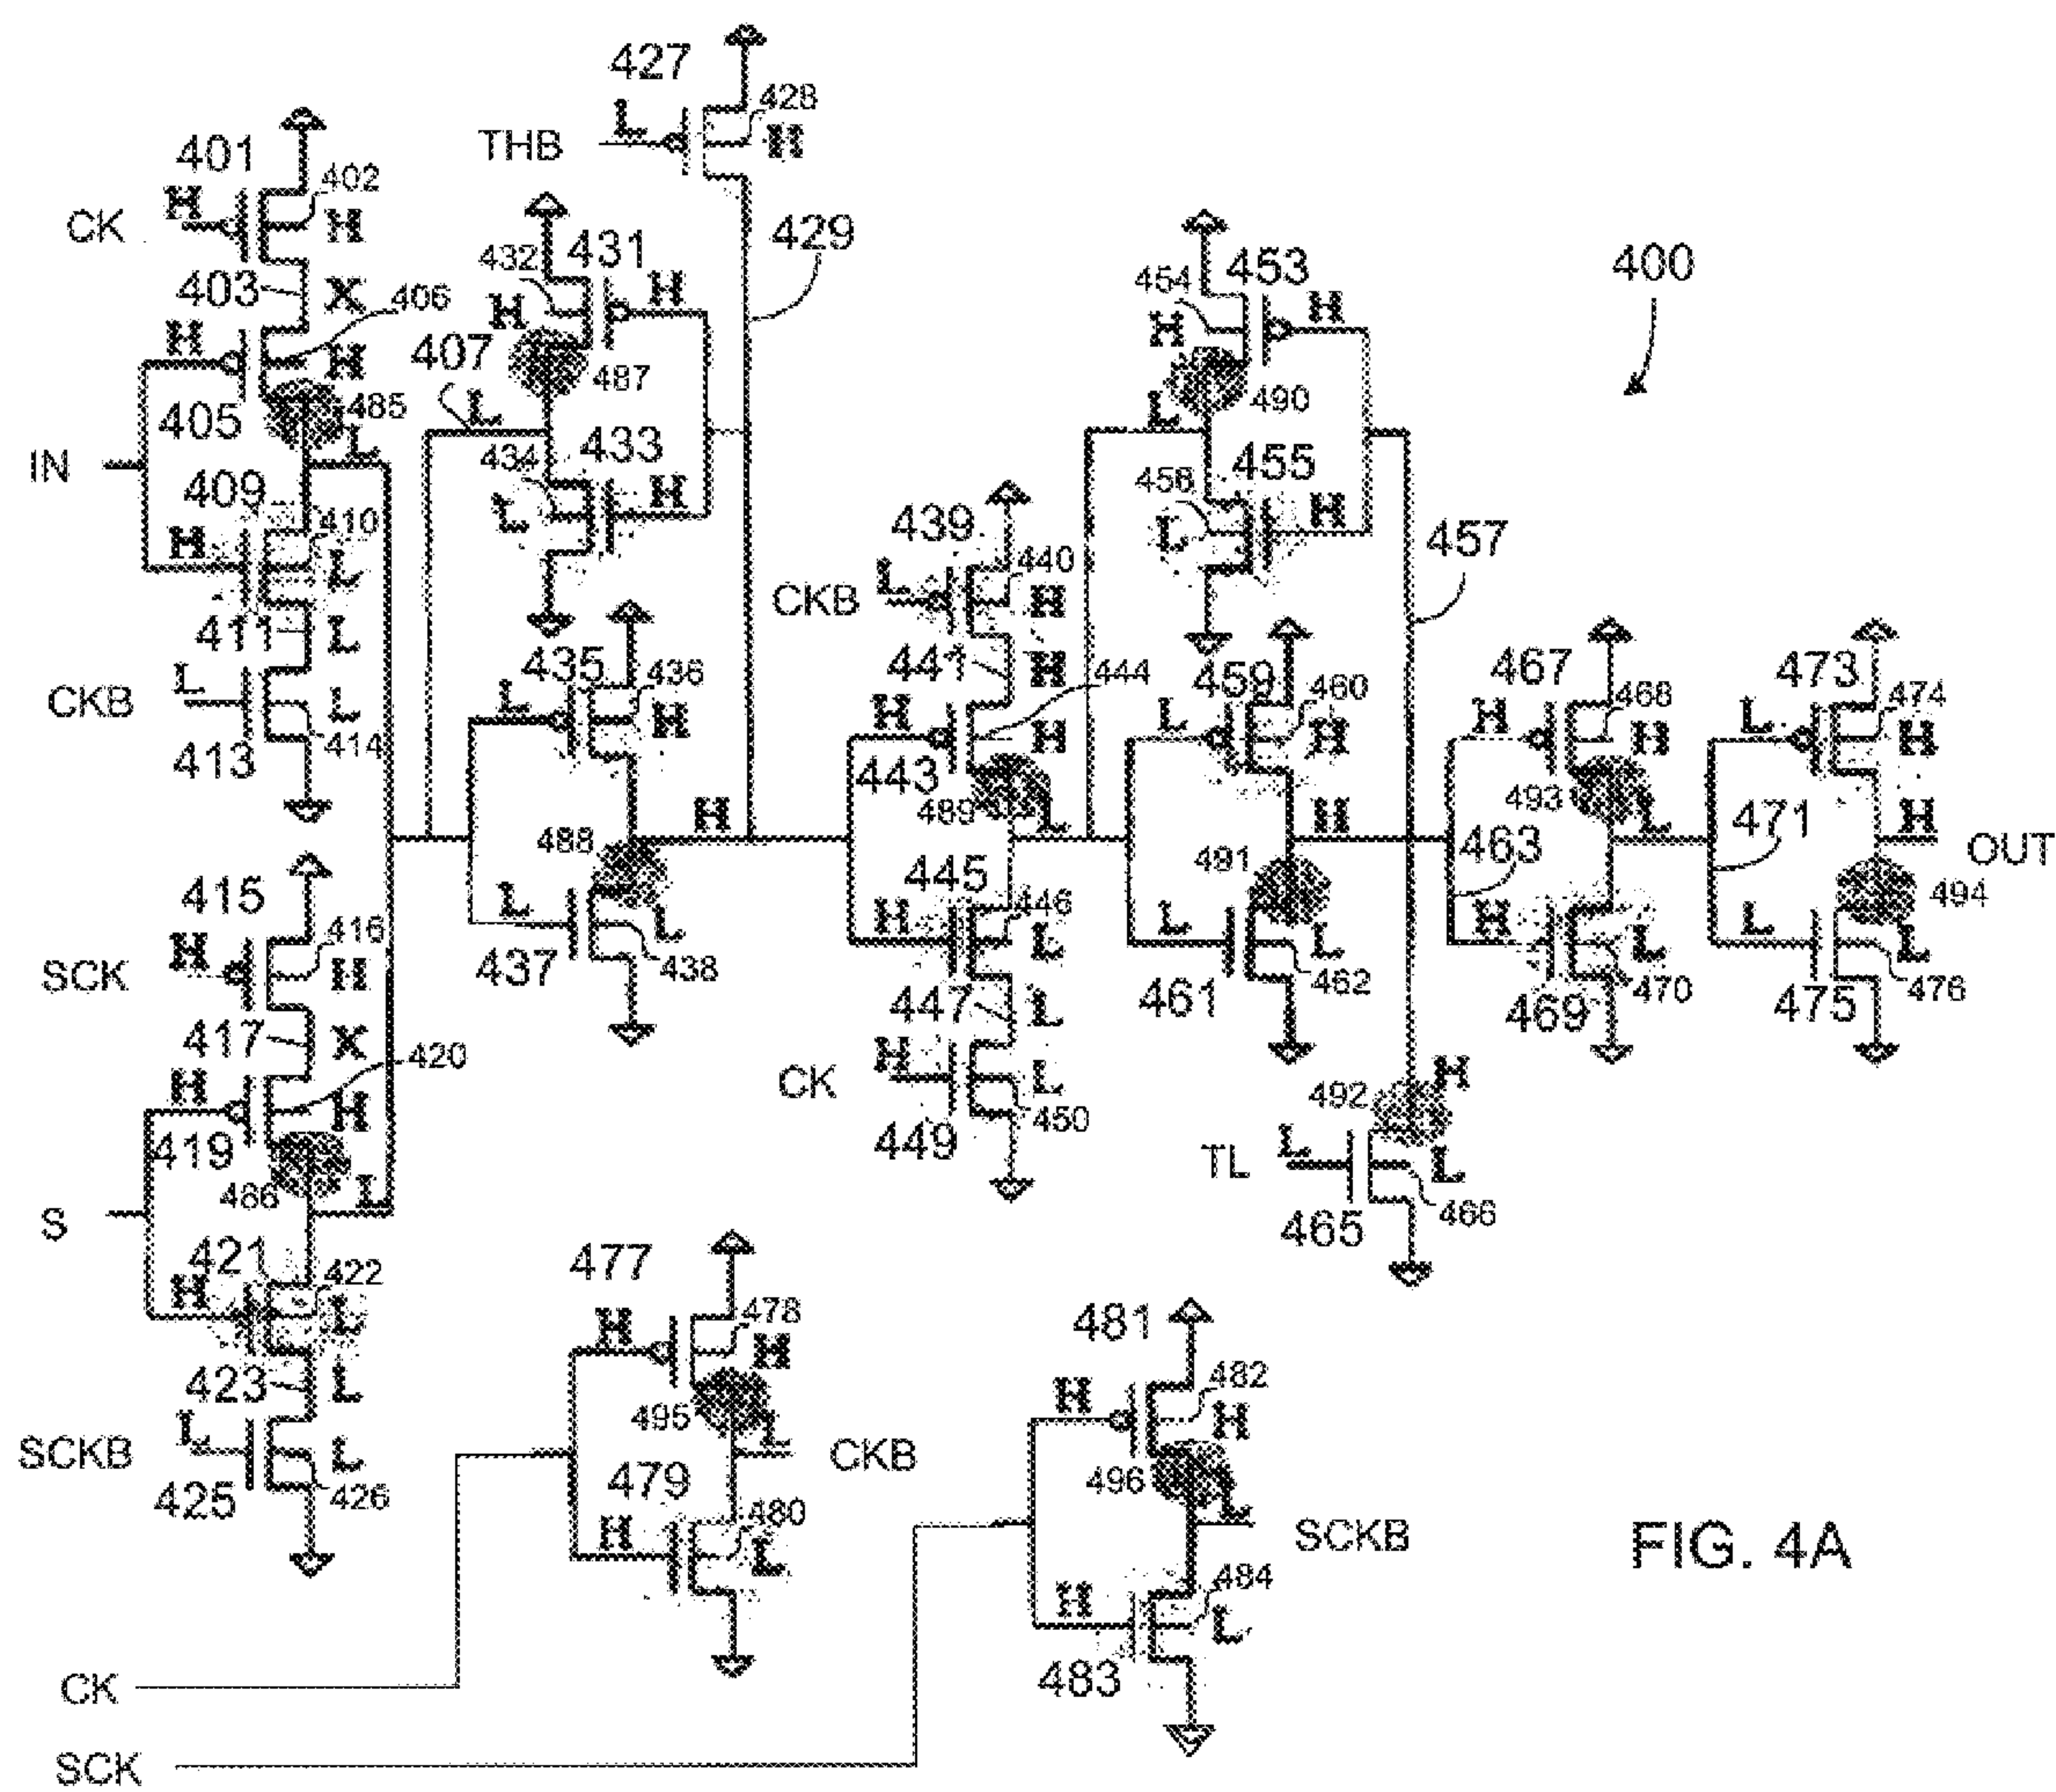 427
428
THB
L
H
401
402
CK
H
H
403
X
406
H
H
405
485
L
IN
409
410
H
L
411
L
CKB
L
L
413
414
432
431
H
H
407
487
L
434
433
L
H
429
435
436
L
H
488
H
L
L
437
438
415
416
SCK
H
H
417
X
420
H
H
419
486
L
S
421
422
H
L
423
L
SCKB
L
L
425
426
439
440
CKB
L
H
441
H
444
H
H
443
489
L
445
446
H
L
447
L
CK
H
L
449
450
454
453
H
H
490
L
456
455
L
H
457
459
460
L
H
491
H
463
L
L
461
462
492
H
TL
L
L
465
466
467
468
H
H
493
L
471
H
L
469
470
473
474
L
H
H
OUT
494
L
L
475
476
400
477
478
H
H
495
L
CKB
479
480
H
L
481
482
H
H
496
L
SCKB
484
H
L
483
CK
SCK
FIG. 4A